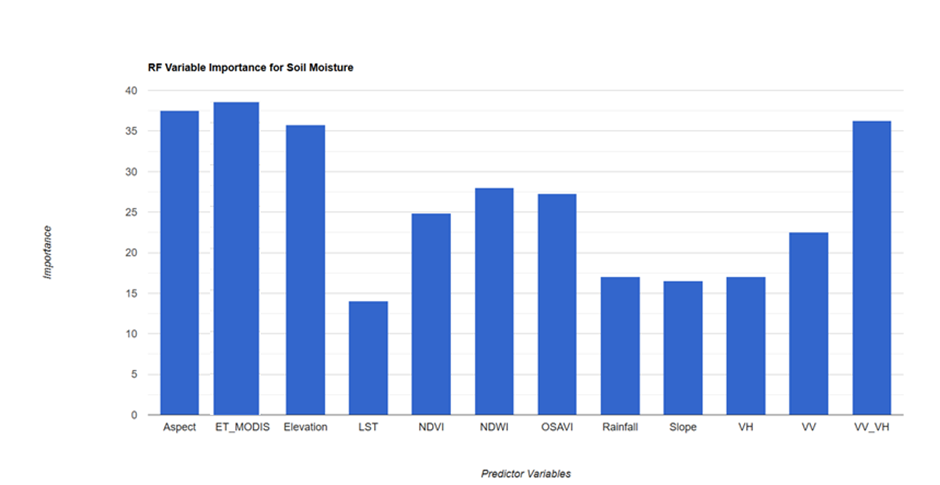 RF Variable Importance for Soil Moisture
40
35
30
25
20
15
10
5
0
Importance
Aspect ET_MODIS Elevation LST NDVI NDWI OSAVI Rainfall Slope VH VV VV_VH
Predictor Variables